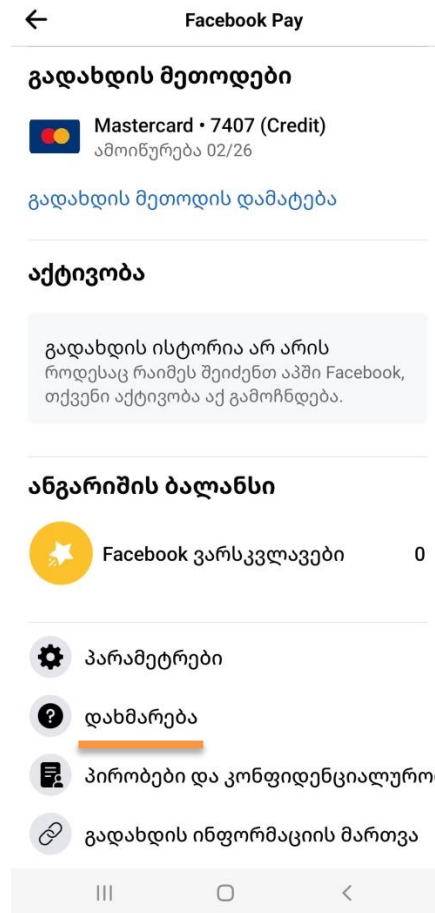 Facebook Pay
გადახდის მეთოდები
Mastercard • 7407 (Credit)
ამოიწურება 02/26
გადახდის მეთოდის დამატება
აქტივობა
გადახდის ისტორია არ არის
როდესაც რაიმეს შეიძენთ აპში Facebook,
თქვენი აქტივობა აქ გამოჩნდება.
ანგარიშის ბალანსი
Facebook ვარსკვლავები 0
პარამეტრები
დახმარება
პირობები და
გადახდის ინფორმაციის მართვა